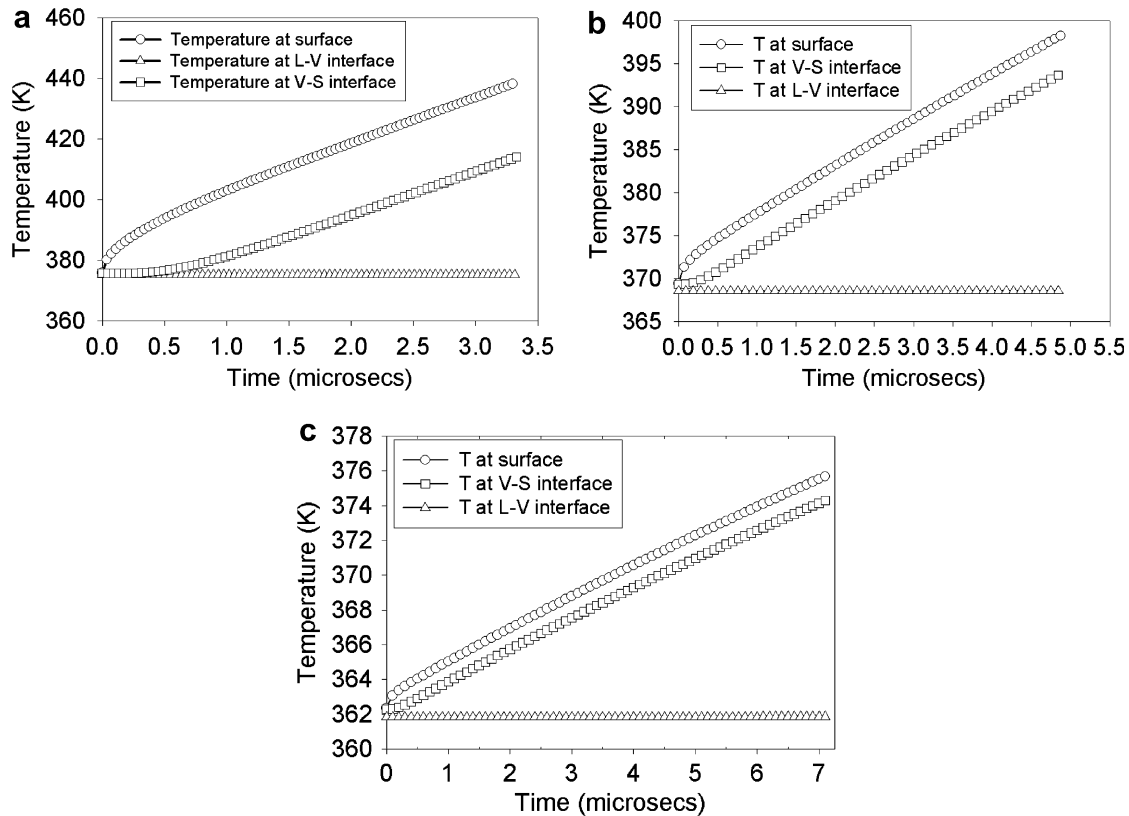 a
460
440
420
400
380
360
Temperature (K)
Temperature at surface
Temperature at L-V interface
Temperature at V-S interface
0.0 0.5 1.0 1.5 2.0 2.5 3.0 3.5
Time (microsecs)
b
400
395
390
385
380
375
370
365
Temperature (K)
T at surface
T at V-S interface
T at L-V interface
0.0 0.5 1.0 1.5 2.0 2.5 3.0 3.5 4.0 4.5 5.0 5.5
Time (microsecs)
c
378
376
374
372
370
368
366
364
362
360
Temperature (K)
T at surface
T at V-S interface
T at L-V interface
0 1 2 3 4 5 6 7
Time (microsecs)